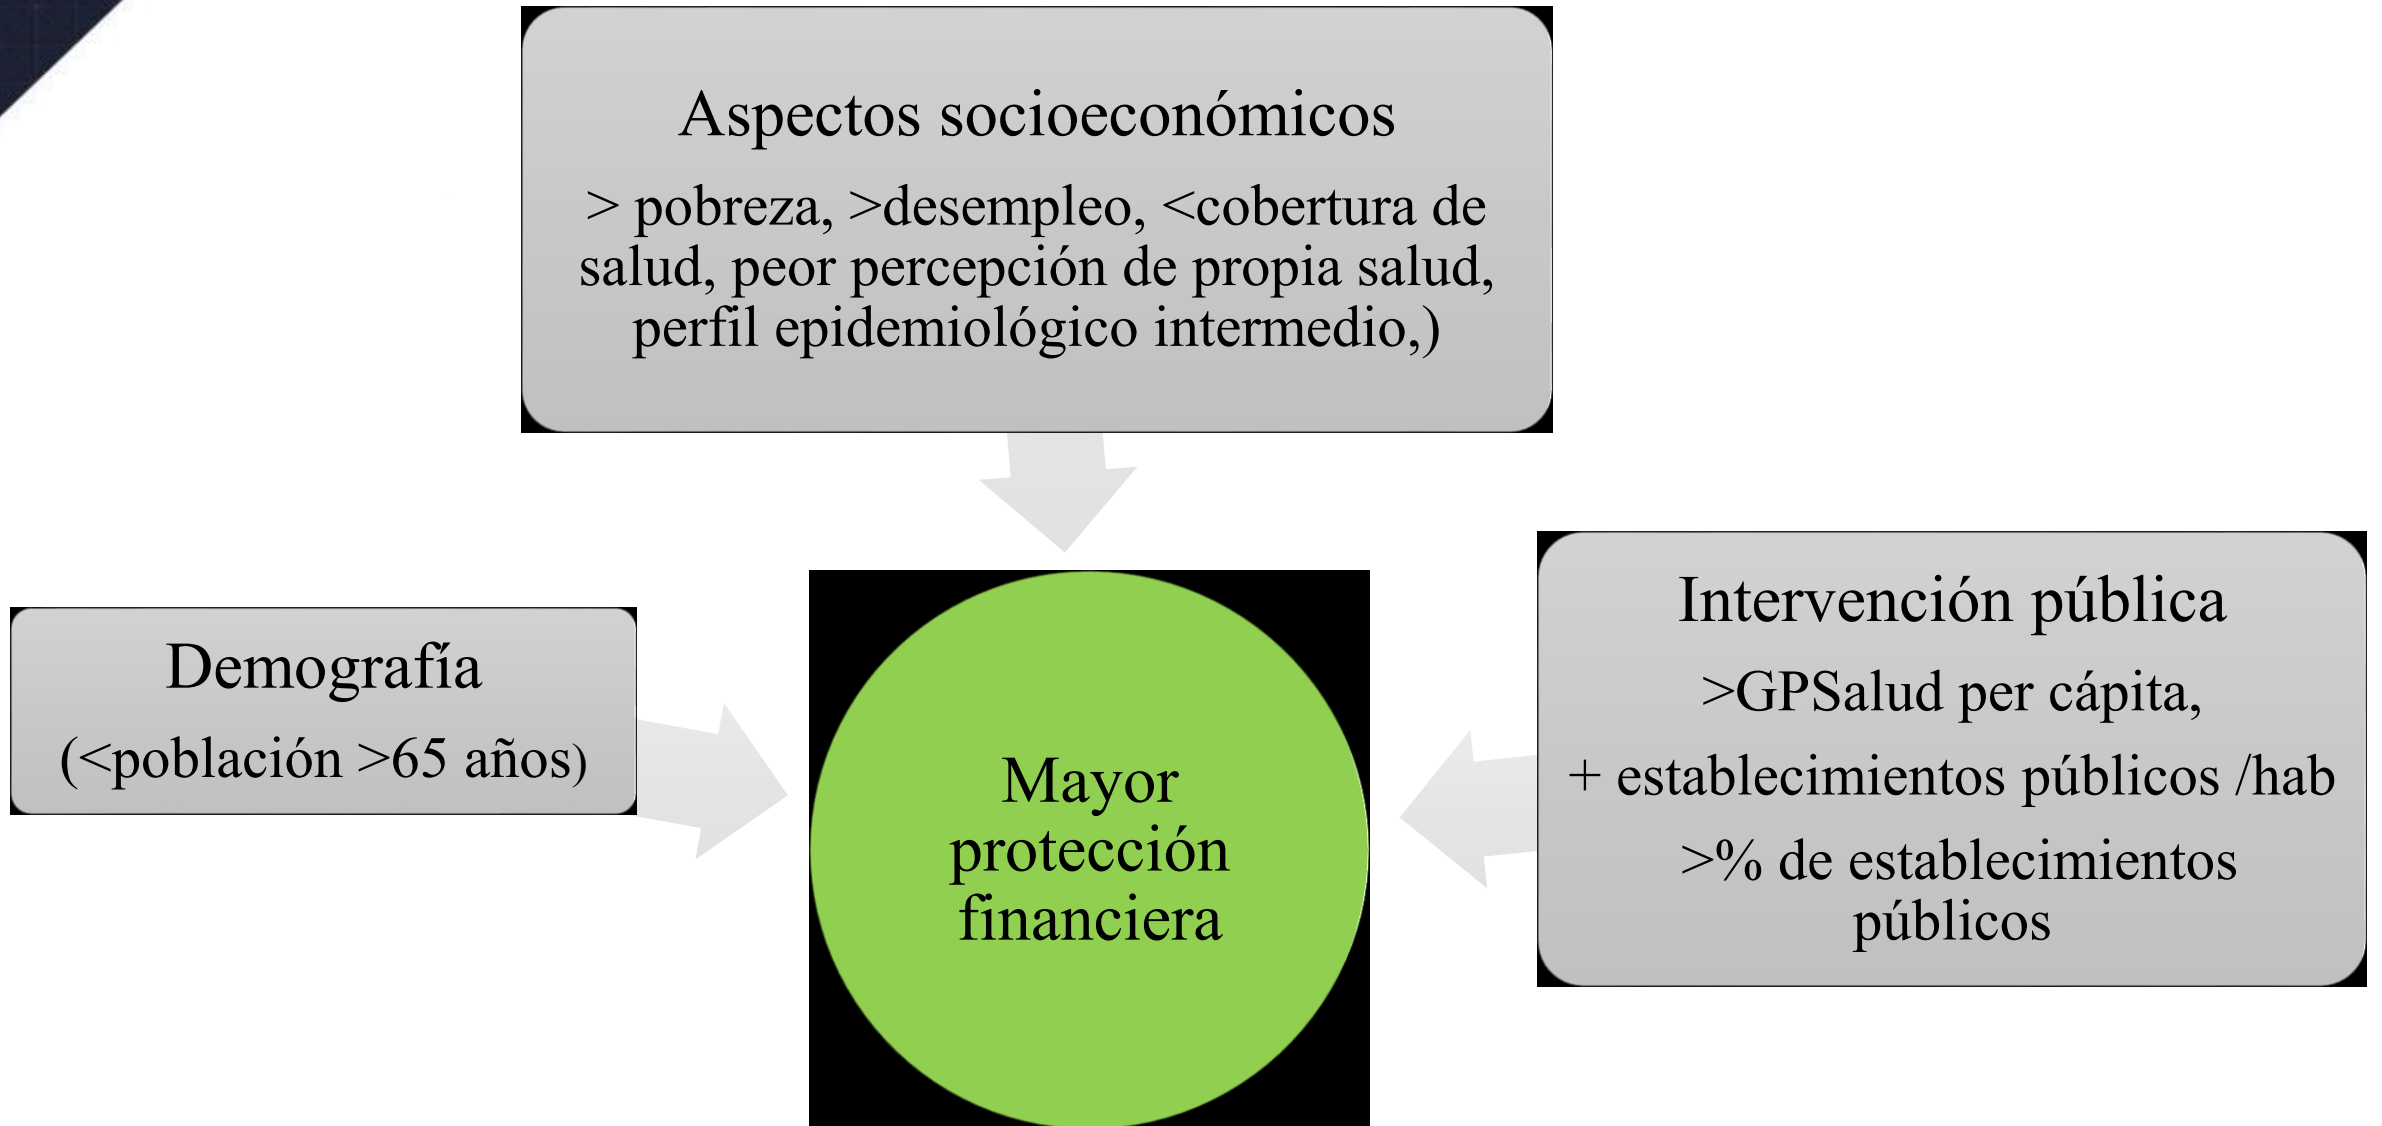 Aspectos socioeconómicos
> pobreza, >desempleo, <cobertura de
salud, peor percepción de propia salud,
perfil epidemiológico intermedio,)
Demografía
(<población >65 años)
Mayor
protección
financiera
Intervención pública
>GPSalud per cápita,
+ establecimientos públicos /hab
>% de establecimientos
públicos